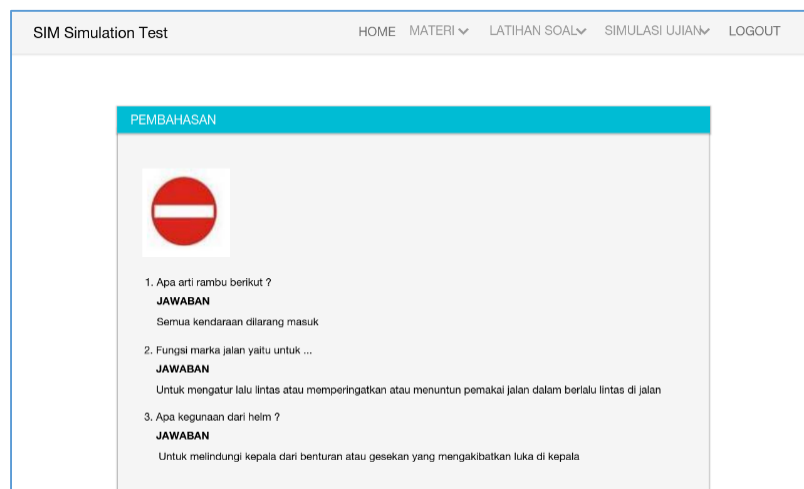 SIM Simulation Test
HOME MATERI LATIHAN SOAL SIMULASI UJIAN LOGOUT
PEMBAHASAN
1. Apa arti rambu berikut ?
JAWABAN
Semua kendaraan dilarang masuk
2. Fungsi marka jalan yaitu untuk ...
JAWABAN
Untuk mengatur lalu lintas atau memperingatkan atau menuntun pemakai jalan dalam berlalu lintas di jalan
3. Apa kegunaan dari helm ?
JAWABAN
Untuk melindungi kepala dari benturan atau gesekan yang mengakibatkan luka di kepala